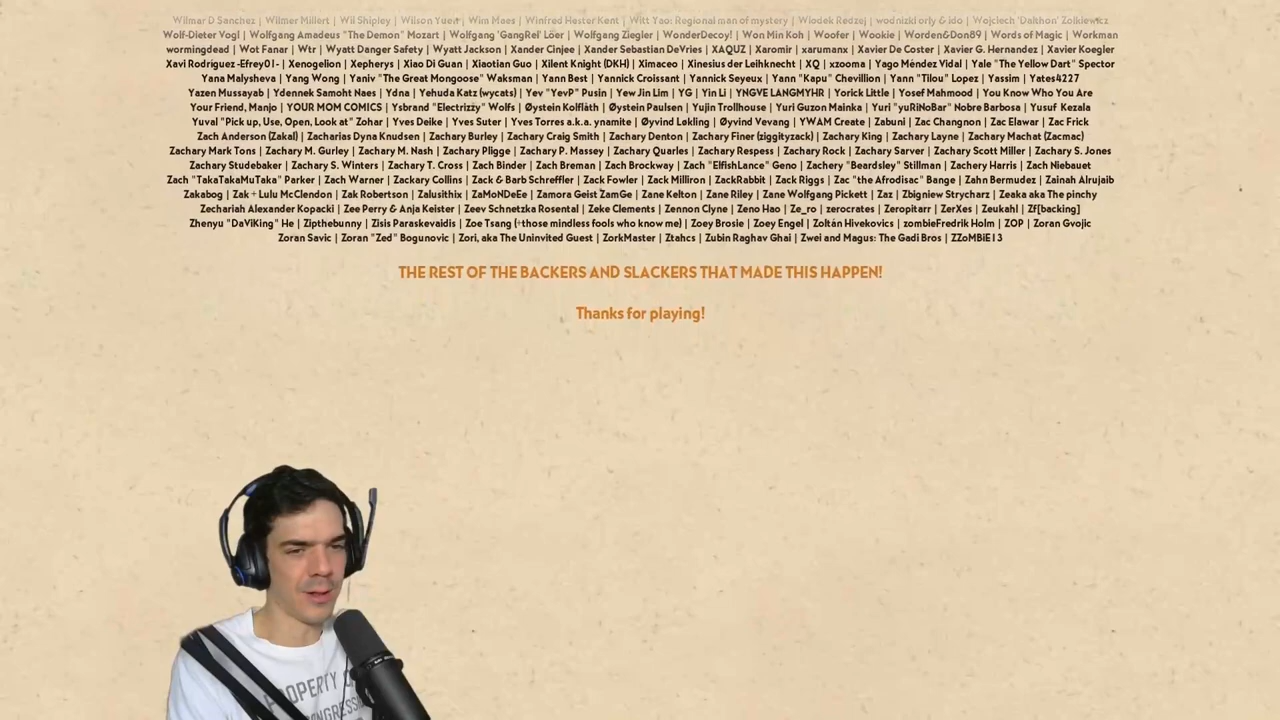 Wilmar D Sanchez | Wilmer Millert | Wil Shipley | Wilson Yuen | Wim Maes | Winfred Hester Kent | Witt Yao: Regional man of mystery | Wlodek Redzej | wodnizki orly & ido | Wojciech 'Dalthon' Zolkiewicz
Wolf-Dieter Vogl | Wolfgang Amadeus "The Demon" Mozart | Wolfgang 'GangRel' Löer | Wolfgang Ziegler | WonderDecoy! | Won Min Koh | Woofer | Wookie | Worden&Don89 | Words of Magic | Workman
wormingdead | Wot Fanar | Wtr | Wyatt Danger Safety | Wyatt Jackson | Xander Cinjee | Xander Sebastian DeVries | XAQUZ | Xaromir | xarumanx | Xavier De Coster | Xavier G. Hernandez | Xavier Koegler
Xavi Rodriguez -Efrey01- | Xenogelion | Xepherys | Xiao Di Guan | Xiaotian Guo | Xilent Knight (DKH) | Ximaceo | Xinesius der Leihknecht | XQ | xzooma | Yago Méndez Vidal | Yale "The Yellow Dart" Spector
Yana Malysheva | Yang Wong | Yaniv "The Great Mongoose" Waksman | Yann Best | Yannick Croissant | Yannick Seyeux | Yann "Kapu" Chevillion | Yann "Tilou" Lopez | Yassim | Yates4227
Yazen Mussayab | Ydennek Samoht Naes | Ydna | Yehuda Katz (wycats) | Yev "YevP" Pusin | Yew Jin Lim | YG | Yin Li | YNGVE LANGMYHR | Yorick Little | Yosef Mahmood | You Know Who You Are
Your Friend, Manjo | YOUR MOM COMICS | Ysbrand "Electrizzy" Wolfs | Øystein Kolflàth | Øystein Paulsen | Yujin Trollhouse | Yuri Guzon Mainka | Yuri "yuRiNoBar" Nobre Barbosa | Yusuf Kezala
Yuval "Pick up, Use, Open, Look at" Zohar | Yves Deike | Yves Suter | Yves Torres a.k.a. ynamite | Øyvind Løkling | Øyvind Vevang | YWAM Create | Zabuni | Zac Changnon | Zac Elawar | Zac Frick
Zach Anderson (Zakal) | Zacharias Dyna Knudsen | Zachary Burley | Zachary Craig Smith | Zachary Denton | Zachary Finer (ziggityzack) | Zachary King | Zachary Layne | Zachary Machat (Zacmac)
Zachary Mark Tons | Zachary M. Gurley | Zachary M. Nash | Zachary Pligge | Zachary P. Massey | Zachary Quarles | Zachary Respess | Zachary Rock | Zachary Sarver | Zachary Scott Miller | Zachary S. Jones
Zachary Studebaker | Zachary S. Winters | Zachary T. Cross | Zach Binder | Zach Breman | Zach Brockway | Zach "ElfishLance" Geno | Zachery "Beardsley" Stillman | Zachery Harris | Zach Niebauet
Zach "TakaTakaMuTaka" Parker | Zach Warner | Zackary Collins | Zack & Barb Schreffler | Zack Fowler | Zack Milliron | ZackRabbit | Zack Riggs | Zac "the Afrodisac" Bange | Zahn Bermudez | Zainah Alrujaib
Zakabog | Zak + Lulu McClendon | Zak Robertson | Zalusithix | ZaMoNDeEe | Zamora Geist ZamGe | Zane Kelton | Zane Riley | Zane Wolfgang Pickett | Zaz | Zbigniew Strycharz | Zeaka aka The pinchy
Zechariah Alexander Kopacki | Zee Perry & Anja Keister | Zeev Schnetzka Rosental | Zeke Clements | Zennon Clyne | Zeno Hao | Ze_ro | zerocrates | Zeropitarr | ZerXes | Zeukahl | Zf[backing]
Zhenyu "DaViKing" He | Zipthebunny | Zisis Paraskevaidis | Zoe Tsang (+those mindless fools who know me) | Zoey Brosie | Zoey Engel | Zoltán Hivekovics | zombieFredrik Holm | ZOP | Zoran Gvojic
Zoran Savic | Zoran "Zed" Bogunovic | Zori, aka The Uninvited Guest | ZorkMaster | Ztahcs | Zubin Raghav Ghai | Zwei and Magus: The Gadi Bros | ZZoMBiE13
THE REST OF THE BACKERS AND SLACKERS THAT MADE THIS HAPPEN!
Thanks for playing!
PROPERTY